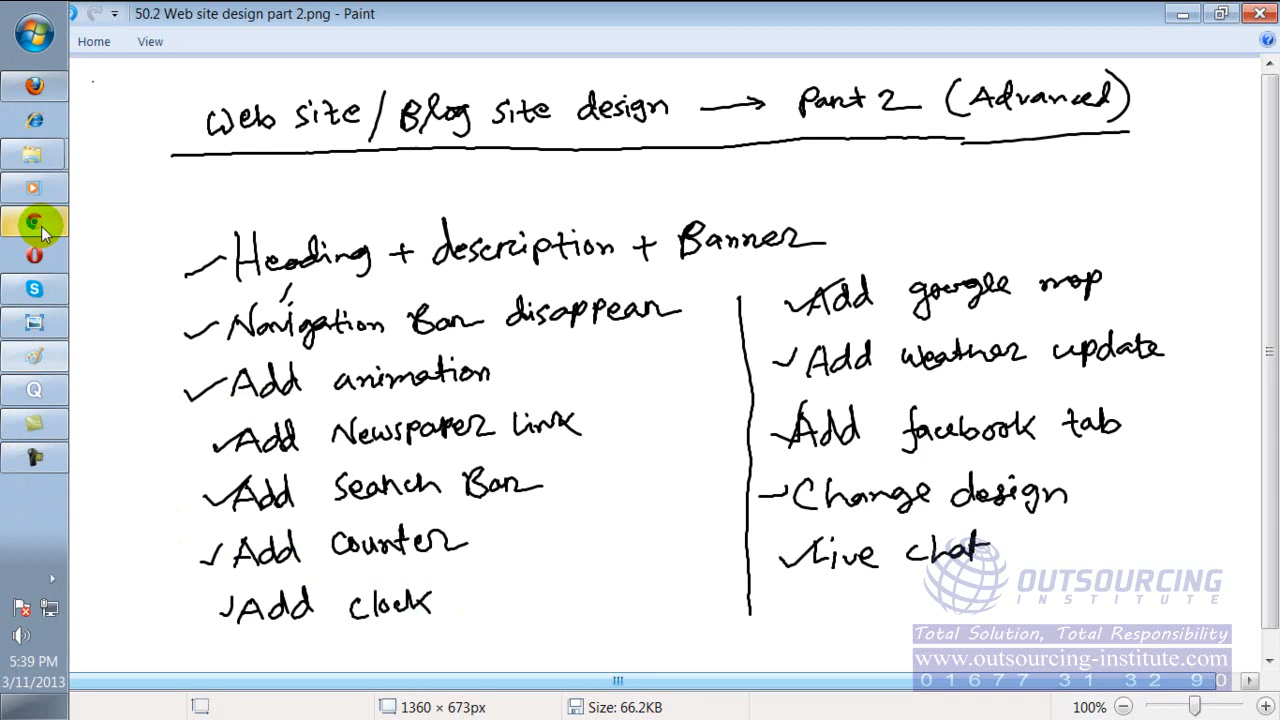 50.2 Web site design part 2.png - Paint
Home View
Web site/Blog site design → Part 2 (Advanced)
Heading + description + Banner
Navigation Bar disappear
Add animation
Add Newspaper link
Add search Bar
Add counter
Add clock
Add google map
Add weather update
Add facebook tab
Change design
Live chat
OUTSOURCING
INSTITUTE
Total Solution, Total Responsibility
www.outsourcing-institute.com
01677 31 32 90
5:39 PM
3/11/2013
1360 × 673px
Size: 66.2KB
100%